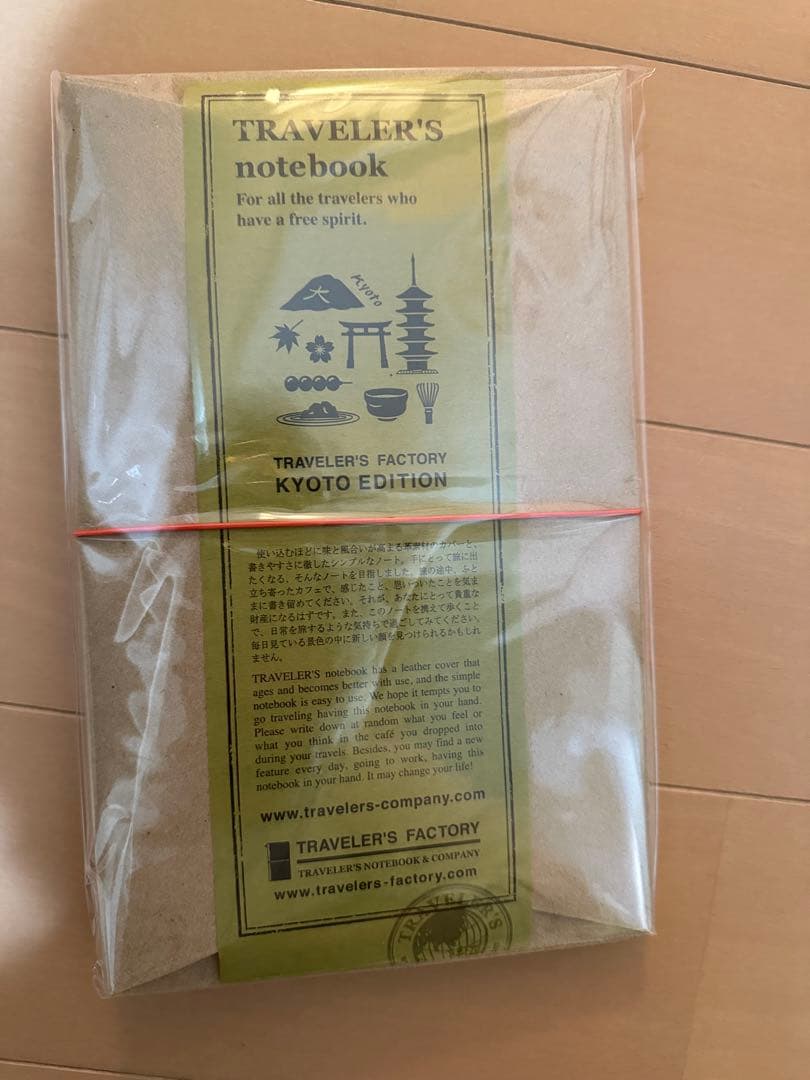 TRAVELER'S
notebook
For all the travelers who
have a free spirit.
大
Kyoto
TRAVELER'S FACTORY
KYOTO EDITION
使い込むほどに味と風合いが高まる革素材のカバーと、
書きやすさに徹したシンプルなノート。手にとって旅に出
たくなる、そんなノートを目指しました。旅の途中、ふと
立ち寄ったカフェで、感じたこと、思いついたことを気ま
まに書き留めてください。それが、あなたにとって貴重な
財産になるはずです。また、このノートを携えて歩くこと
で、日常を旅するような気持ちで過ごしてみてください。
毎日見ている景色の中に新しい顔を見つけられるかもしれ
ません。
TRAVELER'S notebook has a leather cover that
ages and becomes better with use, and the simple
notebook is easy to use. We hope it tempts you to
go traveling having this notebook in your hand.
Please write down at random what you feel or
what you think in the café you dropped into
during your travels. Besides, you may find a new
feature every day, going to work, having this
notebook in your hand. It may change your life!
www.travelers-company.com
TRAVELER'S FACTORY
TRAVELER'S NOTEBOOK & COMPANY
www.travelers-factory.com
TRAVELER'S